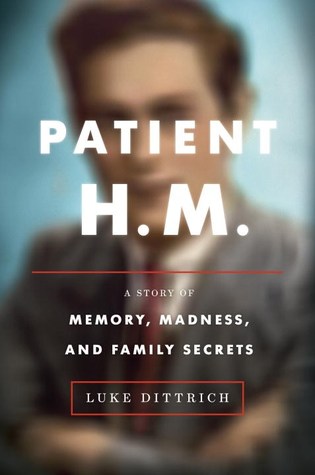 PATIENT
H.M.
A STORY OF
MEMORY, MADNESS,
AND FAMILY SECRETS
LUKE DITTRICH